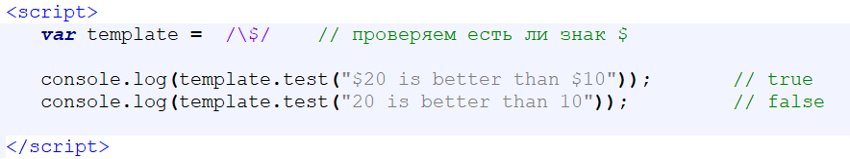 <script>
var template = /\$/ // проверяем есть ли знак $
console.log(template.test("$20 is better than $10")); // true
console.log(template.test("20 is better than 10")); // false
</script>